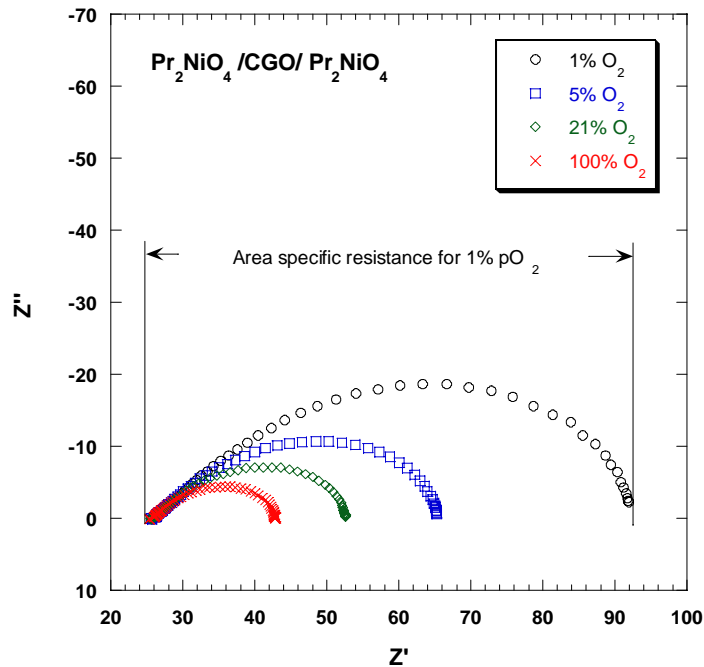 -70
-60
-50
-40
-30
-20
-10
0
10
Z"
Pr₂NiO₄ /CGO/ Pr₂NiO₄
1% O₂
5% O₂
21% O₂
100% O₂
Area specific resistance for 1% pO₂
20 30 40 50 60 70 80 90 100
Z'